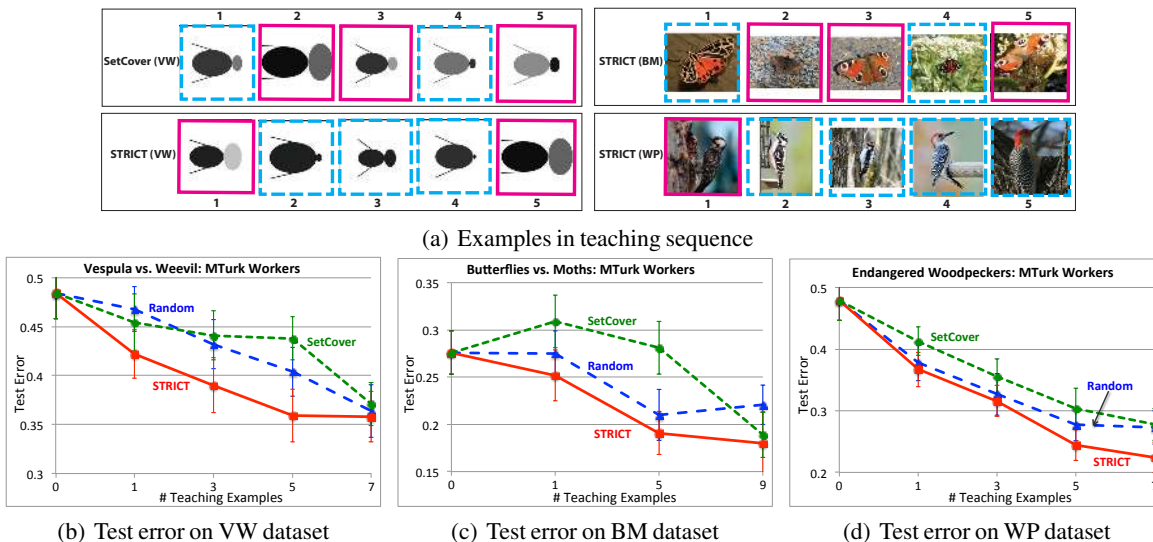 1 2 3 4 5
SetCover (VW)
STRICT (VW)
1 2 3 4 5
1 2 3 4 5
STRICT (BM)
STRICT (WP)
1 2 3 4 5
(a) Examples in teaching sequence
Vespula vs. Weevil: MTurk Workers
0.5
0.45
0.4
0.35
0.3
Test Error
Random
SetCover
STRICT
0 1 3 5 7
# Teaching Examples
(b) Test error on VW dataset
Butterflies vs. Moths: MTurk Workers
0.35
0.3
0.25
0.2
0.15
Test Error
SetCover
Random
STRICT
0 1 5 9
# Teaching Examples
(c) Test error on BM dataset
Endangered Woodpeckers: MTurk Workers
0.5
0.4
0.3
0.2
Test Error
SetCover
Random
STRICT
0 1 3 5
# Teaching Examples
(d) Test error on WP dataset